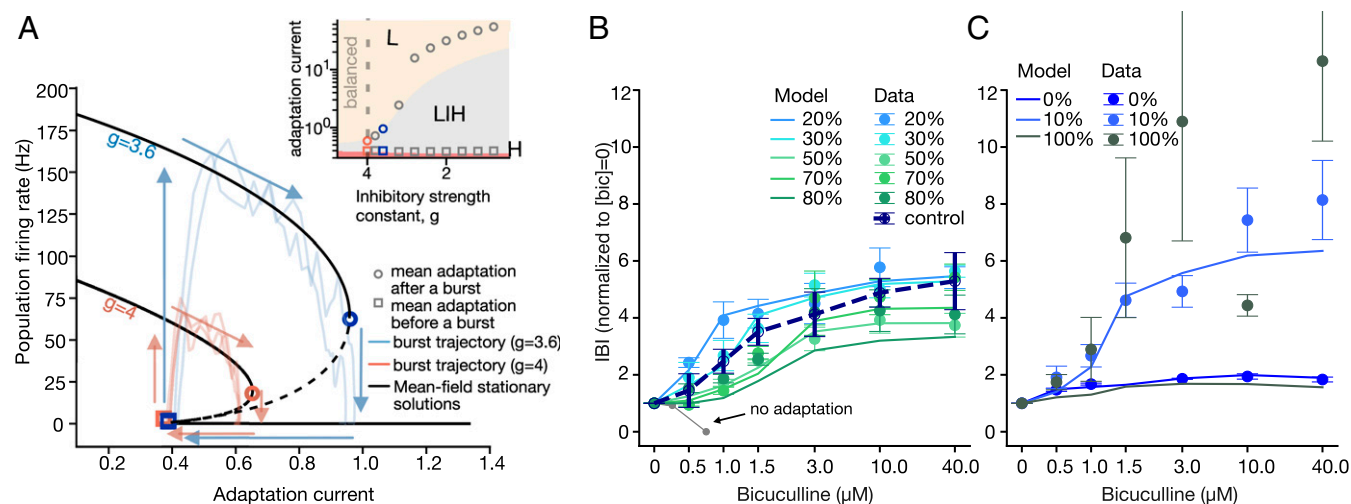 A
200
175
150
125
100
75
50
25
0
Population firing rate (Hz)
0.2
0.4
0.6
0.8
1.0
1.2
1.4
Adaptation current
g=3.6
g=4
adaptation current
10¹
10⁰
balanced
L
LIH
H
4
2
Inhibitory strength
constant, g
mean adaptation
after a burst
mean adaptation
before a burst
burst trajectory (g=3.6)
burst trajectory (g=4)
Mean-field stationary
solutions
B
12
10
8
6
4
2
0
IBI (normalized to [bic]=0)
Model Data
20% 20%
30% 30%
50% 50%
70% 70%
80% 80%
control
no adaptation
0 0.5 1.0 1.5 3.0 10.0 40.0
Bicuculline (µM)
C
Model Data
0% 0%
10% 10%
100% 100%
12
10
8
6
4
2
0
0 0.5 1.0 1.5 3.0 10.0 40.0
Bicuculline (µM)